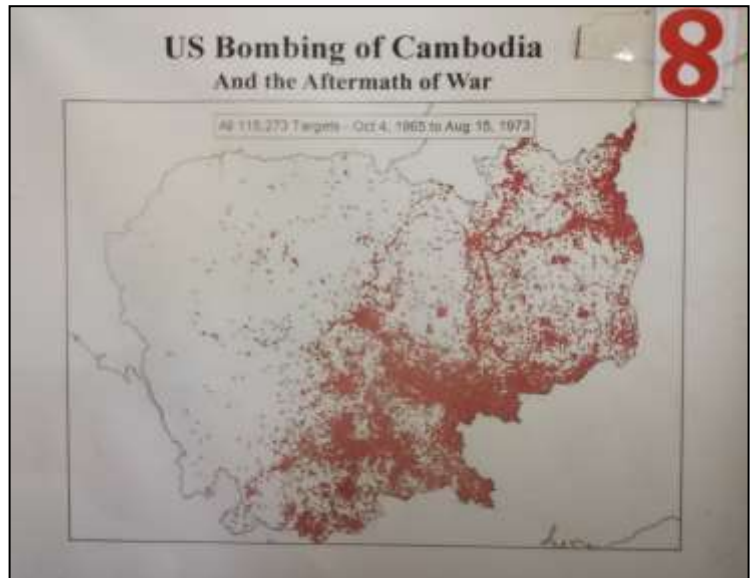 US Bombing of Cambodia
And the Aftermath of War
8
All 115,273 Targets - Oct 4, 1965 to Aug 15, 1973